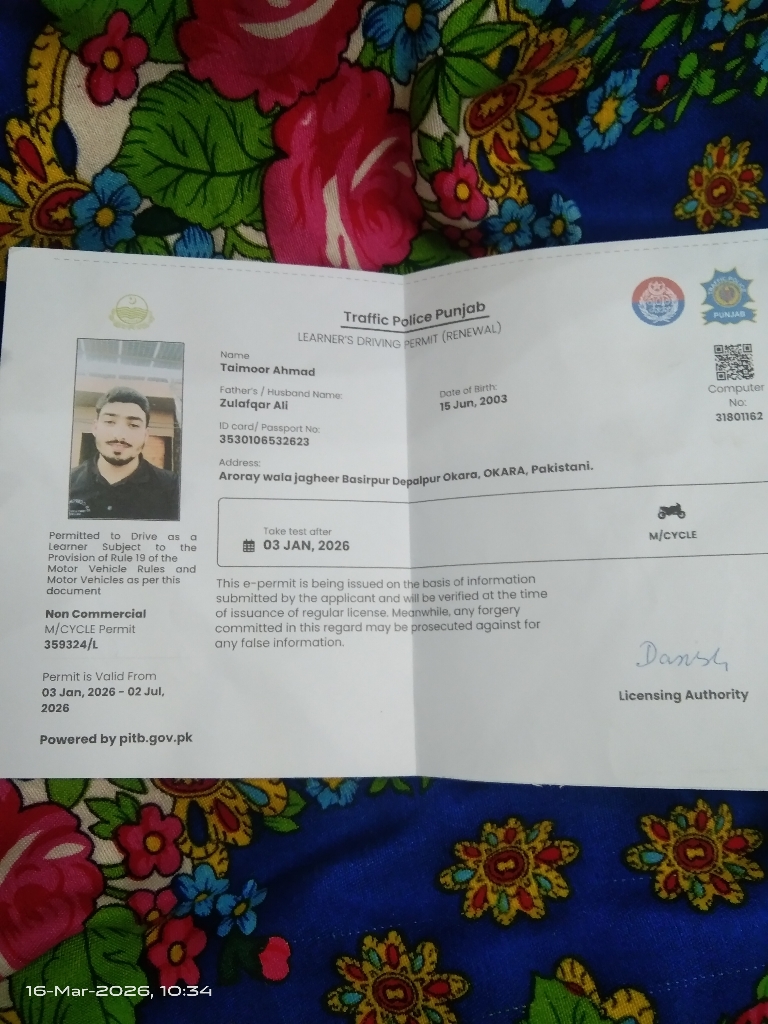 Traffic Police Punjab
LEARNER'S DRIVING PERMIT (RENEWAL)
PUNJAB
Name
Taimoor Ahmad
Father's / Husband Name:
Zulafqar Ali
Date of Birth:
15 Jun, 2003
ID card/ Passport No:
3530106532623
Computer
No:
31801162
Address:
Aroray wala jagheer Basirpur Depalpur Okara, OKARA, Pakistani.
Take test after
03 JAN, 2026
M/CYCLE
Permitted to Drive as a
Learner Subject to the
Provision of Rule 19 of the
Motor Vehicle Rules and
Motor Vehicles as per this
document
Non Commercial
M/CYCLE Permit
359324/L
Permit is Valid From
03 Jan, 2026 - 02 Jul,
2026
Powered by pitb.gov.pk
This e-permit is being issued on the basis of information
submitted by the applicant and will be verified at the time
of issuance of regular license. Meanwhile, any forgery
committed in this regard may be prosecuted against for
any false information.
Danish
Licensing Authority
16-Mar-2026, 10:34